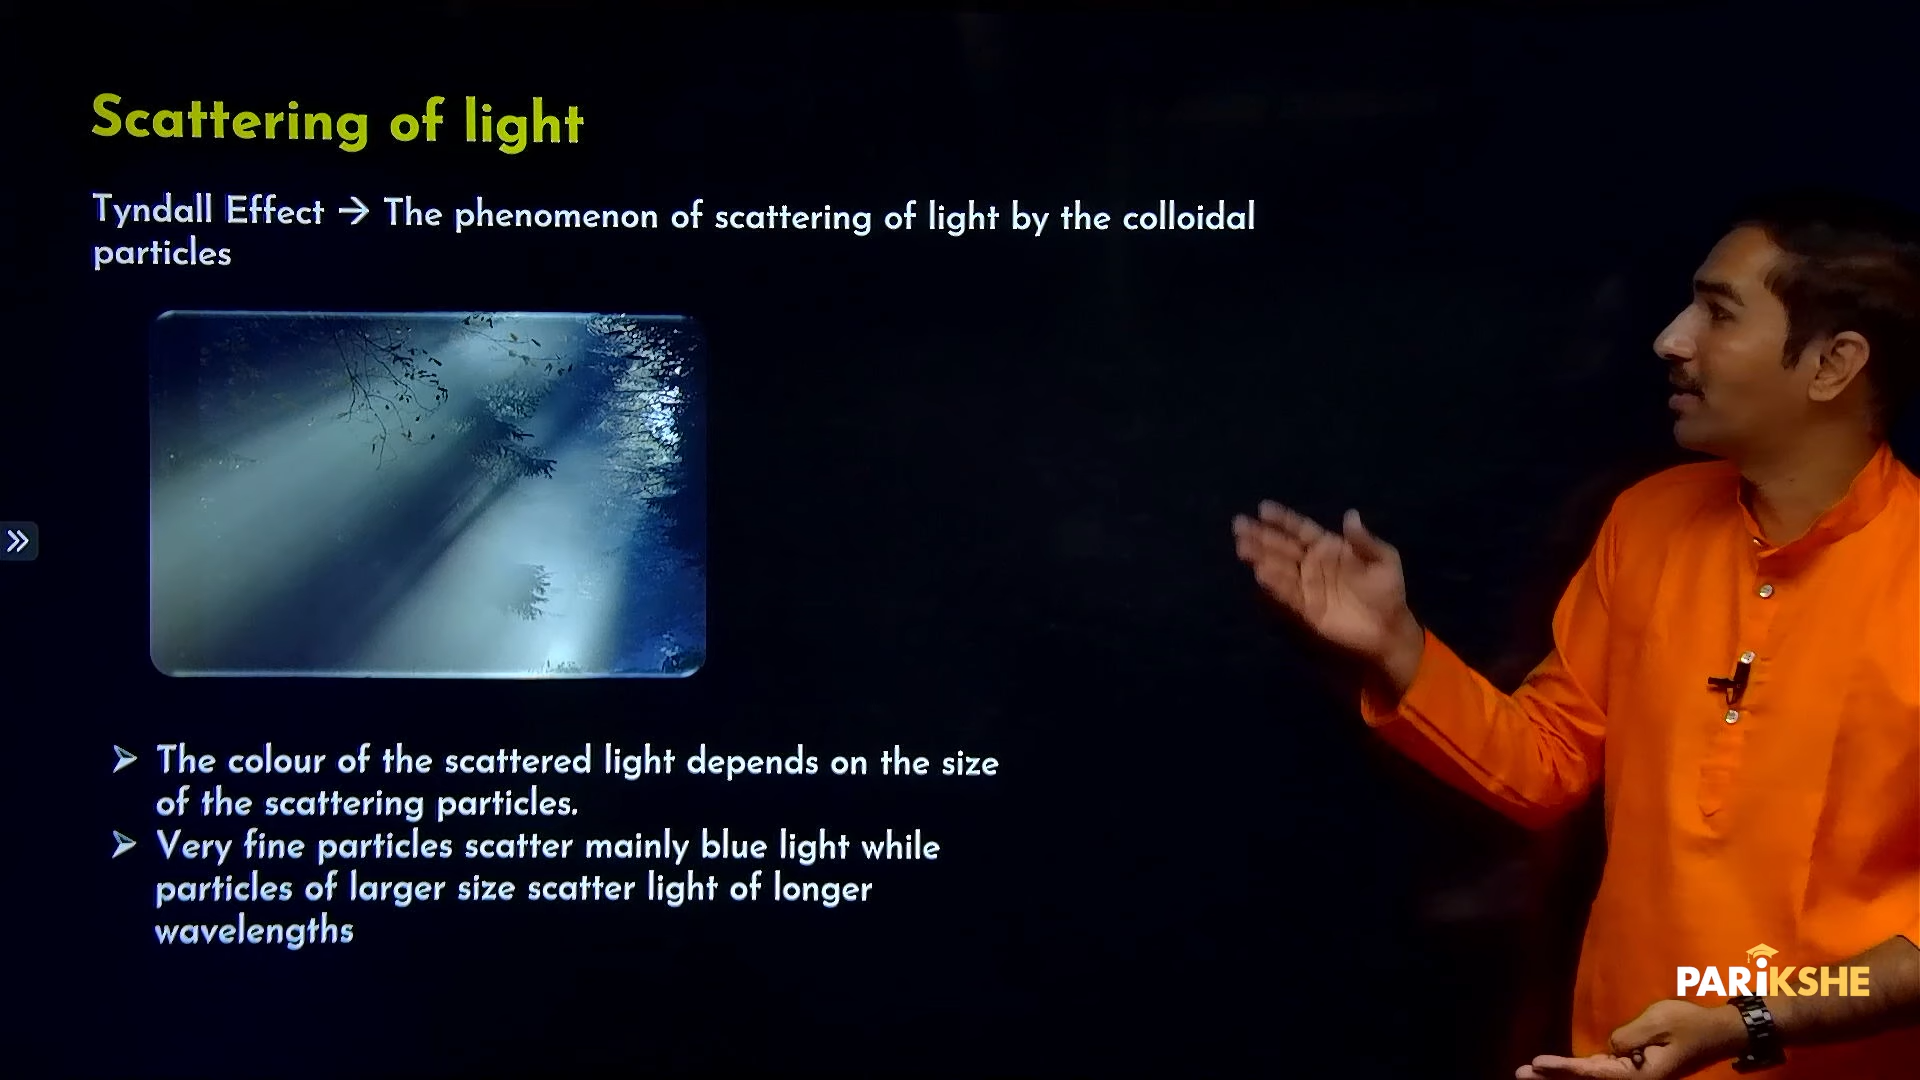 Scattering of light
Tyndall Effect → The phenomenon of scattering of light by the colloidal
particles
➢ The colour of the scattered light depends on the size
of the scattering particles.
➢ Very fine particles scatter mainly blue light while
particles of larger size scatter light of longer
wavelengths
PARiKSHE